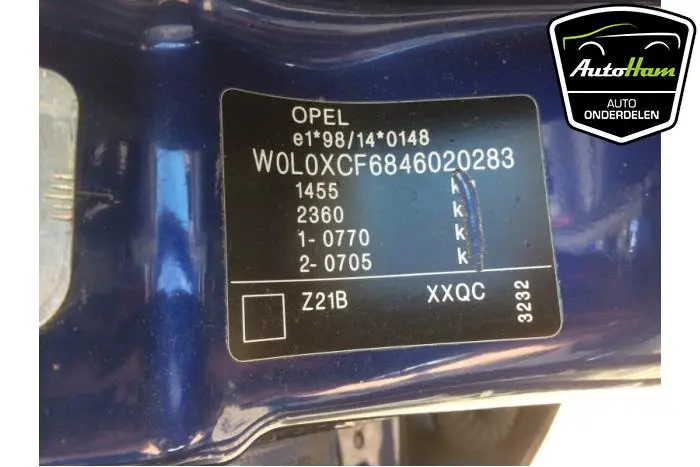 AutoHam
AUTO
ONDERDELEN
OPEL
e1*98/14*0148
W0L0XCF6846020283
1455 k
2360 k
1- 0770 k
2- 0705 k
Z21B XXQC
3232